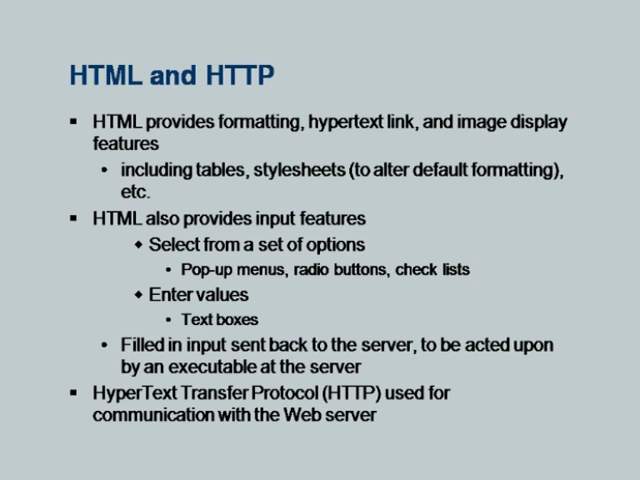 HTML and HTTP
▪ HTML provides formatting, hypertext link, and image display
features
• including tables, stylesheets (to alter default formatting),
etc.
▪ HTML also provides input features
◆ Select from a set of options
• Pop-up menus, radio buttons, check lists
◆ Enter values
• Text boxes
• Filled in input sent back to the server, to be acted upon
by an executable at the server
▪ HyperText Transfer Protocol (HTTP) used for
communication with the Web server